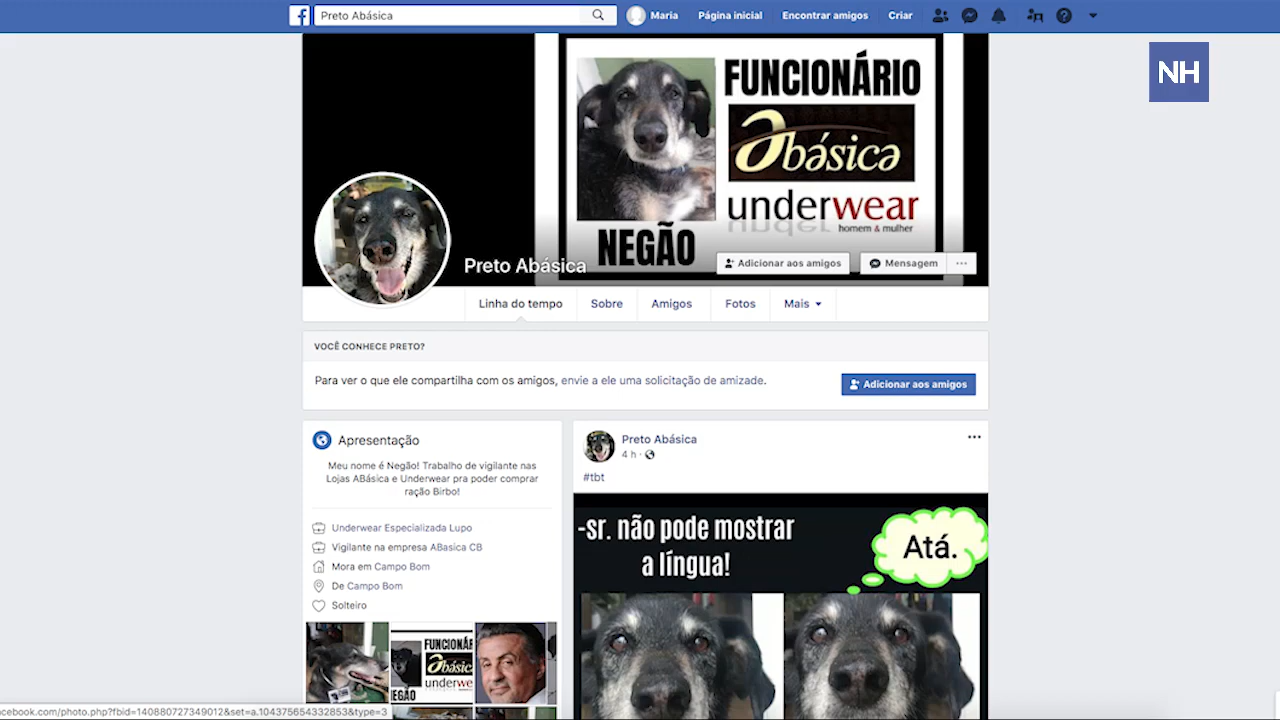 Preto Abásica
Maria
Página inicial
Encontrar amigos
Criar
NH
FUNCIONÁRIO
abásica
underwear
homem & mulher
NEGÃO
Preto Abásica
Adicionar aos amigos
Mensagem
Linha do tempo
Sobre
Amigos
Fotos
Mais
VOCÊ CONHECE PRETO?
Para ver o que ele compartilha com os amigos, envie a ele uma solicitação de amizade.
Adicionar aos amigos
Apresentação
Meu nome é Negão! Trabalho de vigilante nas
Lojas ABásica e Underwear pra poder comprar
ração Birbo!
Underwear Especializada Lupo
Vigilante na empresa ABasica CB
Mora em Campo Bom
De Campo Bom
Solteiro
FUNCIONÁR
abásica
underwe
NEGÃO
Preto Abásica
4 h
#tbt
-sr. não pode mostrar
a língua!
Atá.
acebook.com/photo.php?fbid=140880727349012&set=a.104375654332853&type=3